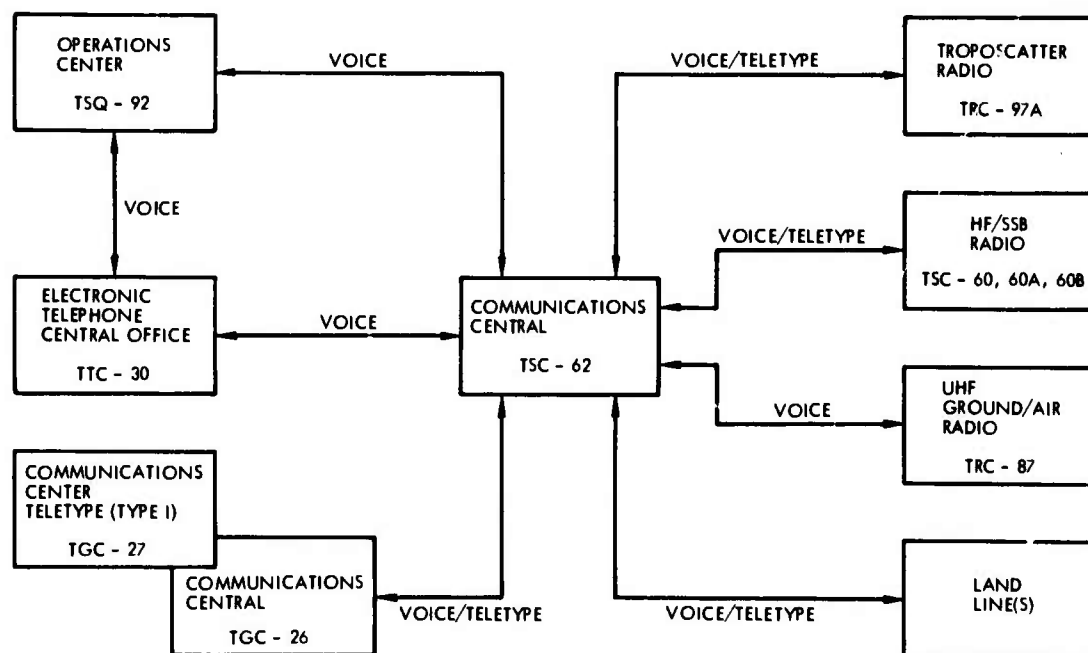 OPERATIONS
CENTER
TSQ - 92
VOICE
VOICE/TELETYPE
TROPOSCATTER
RADIO
TRC - 97A
VOICE
HF/SSB
RADIO
TSC - 60, 60A, 60B
VOICE/TELETYPE
ELECTRONIC
TELEPHONE
CENTRAL OFFICE
TTC - 30
VOICE
COMMUNICATIONS
CENTRAL
TSC - 62
UHF
GROUND/AIR
RADIO
TRC - 87
VOICE
COMMUNICATIONS
CENTER
TELETYPE (TYPE I)
TGC - 27
COMMUNICATIONS
CENTRAL
TGC - 26
VOICE/TELETYPE
VOICE/TELETYPE
LAND
LINE(S)